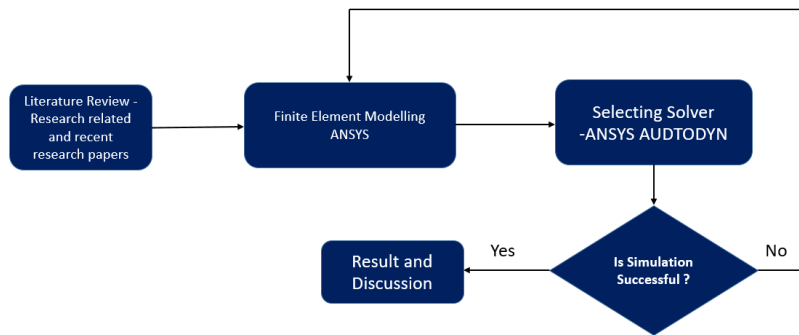 Literature Review -
Research related
and recent
research papers
Finite Element Modelling
ANSYS
Selecting Solver
-ANSYS AUDTODYN
Is Simulation
Successful ?
Yes
No
Result and
Discussion